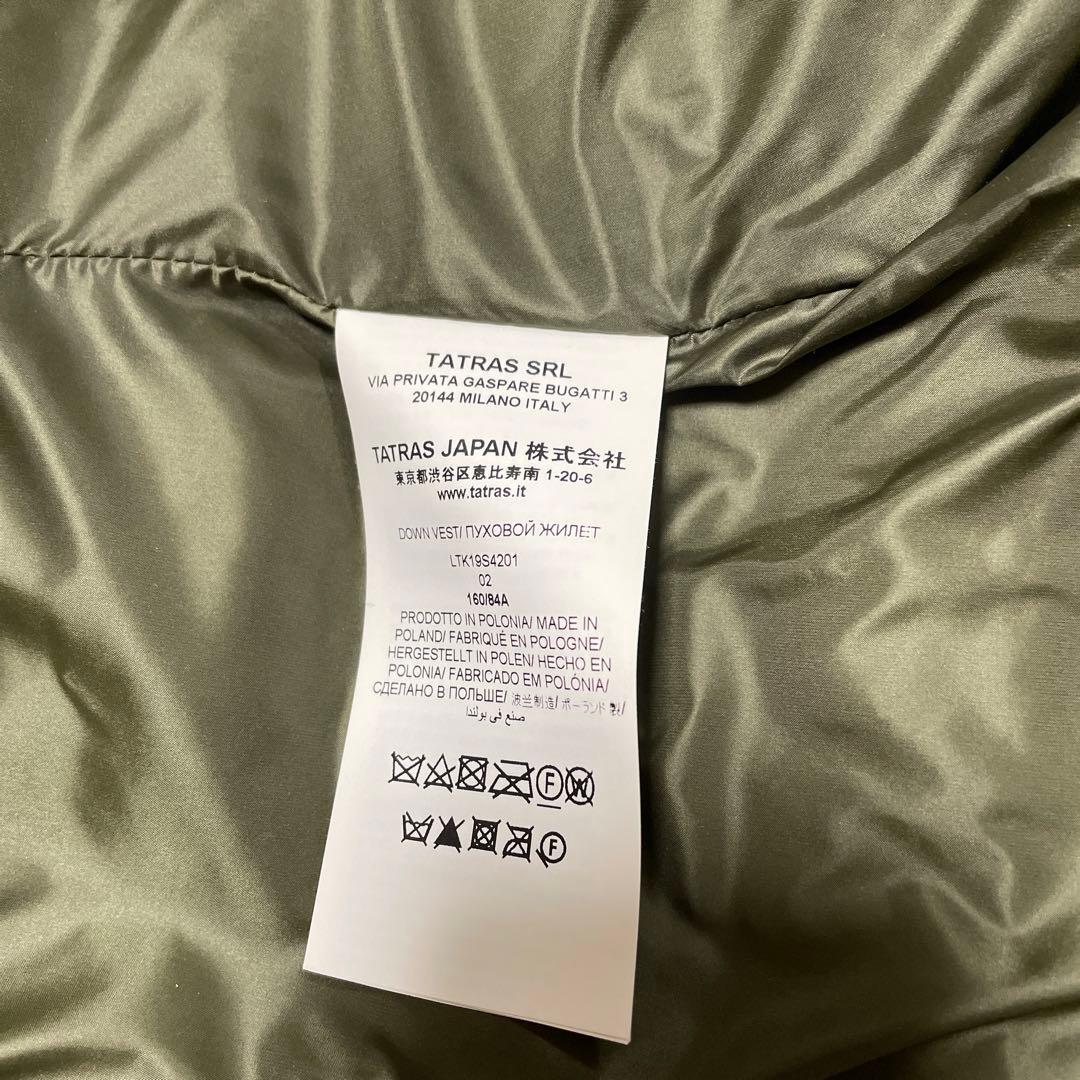 TATRAS SRL
VIA PRIVATA GASPARE BUGATTI 3
20144 MILANO ITALY
TATRAS JAPAN 株式会社
東京都渋谷区恵比寿南 1-20-6
www.tatras.it
DOWN VEST/ ПУХОВОЙ ЖИЛЕТ
LTK19S4201
02
160/84A
PRODOTTO IN POLONIA/ MADE IN
POLAND/ FABRIQUÉ EN POLOGNE/
HERGESTELLT IN POLEN/ HECHO EN
POLONIA/ FABRICADO EM POLÓNIA/
СДЕЛАНО В ПОЛЬШЕ/ 波兰制造/ ポーランド製/
صنع في بولندا
F W
F